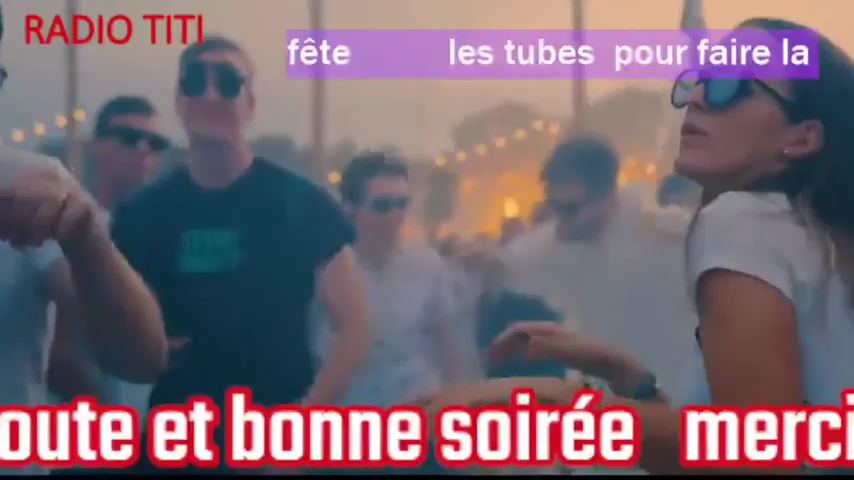 RADIO TITI
fête les tubes pour faire la
oute et bonne soirée merci